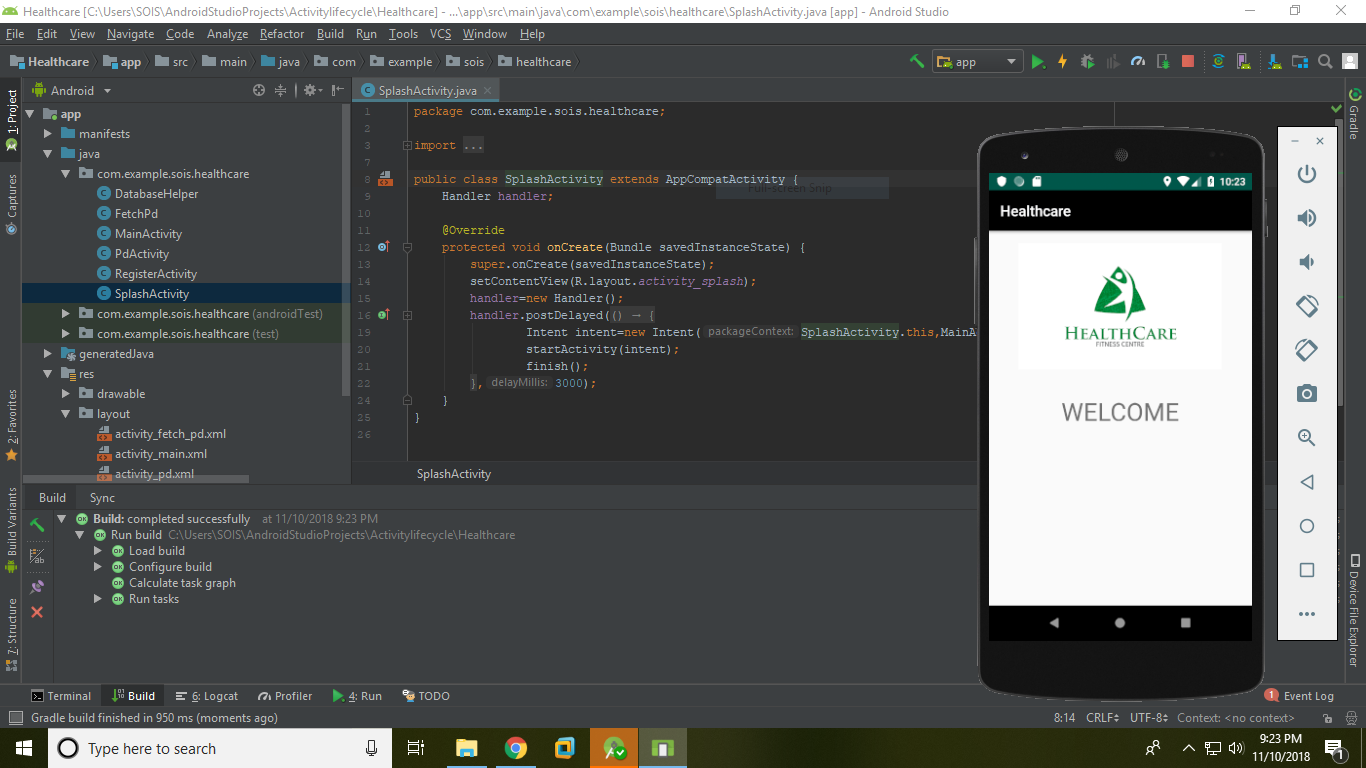 Healthcare [C:\Users\SOIS\AndroidStudioProjects\Activitylifecycle\Healthcare] - ...\app\src\main\java\com\example\sois\healthcare\SplashActivity.java [app] - Android Studio
File Edit View Navigate Code Analyze Refactor Build Run Tools VCS Window Help
Healthcare app src main java com example sois healthcare
app
1: Project
Captures
2: Favorites
Build Variants
7: Structure
Android
app
manifests
java
com.example.sois.healthcare
DatabaseHelper
FetchPd
MainActivity
PdActivity
RegisterActivity
SplashActivity
com.example.sois.healthcare (androidTest)
com.example.sois.healthcare (test)
generatedJava
res
drawable
layout
activity_fetch_pd.xml
activity_main.xml
activity_pd.xml
SplashActivity.java
1 package com.example.sois.healthcare;
2
3 import ...
7
8 public class SplashActivity extends AppCompatActivity {
Full-screen Snip
9 Handler handler;
10
11 @Override
12 protected void onCreate(Bundle savedInstanceState) {
13 super.onCreate(savedInstanceState);
14 setContentView(R.layout.activity_splash);
15 handler=new Handler();
16 handler.postDelayed(() → {
19 Intent intent=new Intent( packageContext: SplashActivity.this,MainA
20 startActivity(intent);
21 finish();
22 }, delayMillis: 3000);
24 }
25 }
26
SplashActivity
10:23
Healthcare
HEALTHCARE
FITNESS CENTRE
WELCOME
Gradle
Device File Explorer
Build Sync
Build: completed successfully at 11/10/2018 9:23 PM
Run build C:\Users\SOIS\AndroidStudioProjects\Activitylifecycle\Healthcare
Load build
Configure build
Calculate task graph
Run tasks
Terminal Build 6: Logcat Profiler 4: Run TODO 1 Event Log
Gradle build finished in 950 ms (moments ago) 8:14 CRLF UTF-8 Context: <no context>
Type here to search
9:23 PM
11/10/2018
1